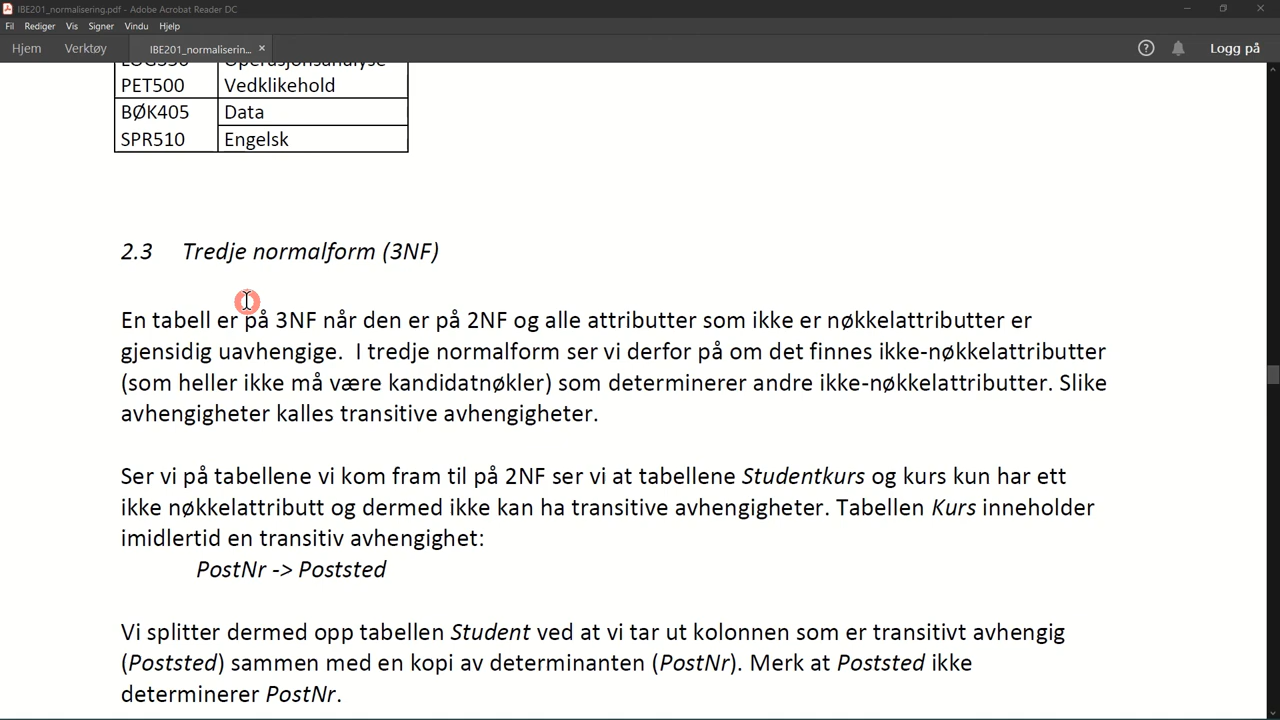 IBE201_normalisering.pdf - Adobe Acrobat Reader DC
Fil Rediger Vis Signer Vindu Hjelp
Hjem Verktøy IBE201_normaliserin... × ? Logg på
LOG530 Operasjonsanalyse
PET500 Vedklikehold
BØK405 Data
SPR510 Engelsk
2.3 Tredje normalform (3NF)
En tabell er på 3NF når den er på 2NF og alle attributter som ikke er nøkkelattributter er
gjensidig uavhengige. I tredje normalform ser vi derfor på om det finnes ikke-nøkkelattributter
(som heller ikke må være kandidatnøkler) som determinerer andre ikke-nøkkelattributter. Slike
avhengigheter kalles transitive avhengigheter.
Ser vi på tabellene vi kom fram til på 2NF ser vi at tabellene Studentkurs og kurs kun har ett
ikke nøkkelattributt og dermed ikke kan ha transitive avhengigheter. Tabellen Kurs inneholder
imidlertid en transitiv avhengighet:
PostNr -> Poststed
Vi splitter dermed opp tabellen Student ved at vi tar ut kolonnen som er transitivt avhengig
(Poststed) sammen med en kopi av determinanten (PostNr). Merk at Poststed ikke
determinerer PostNr.